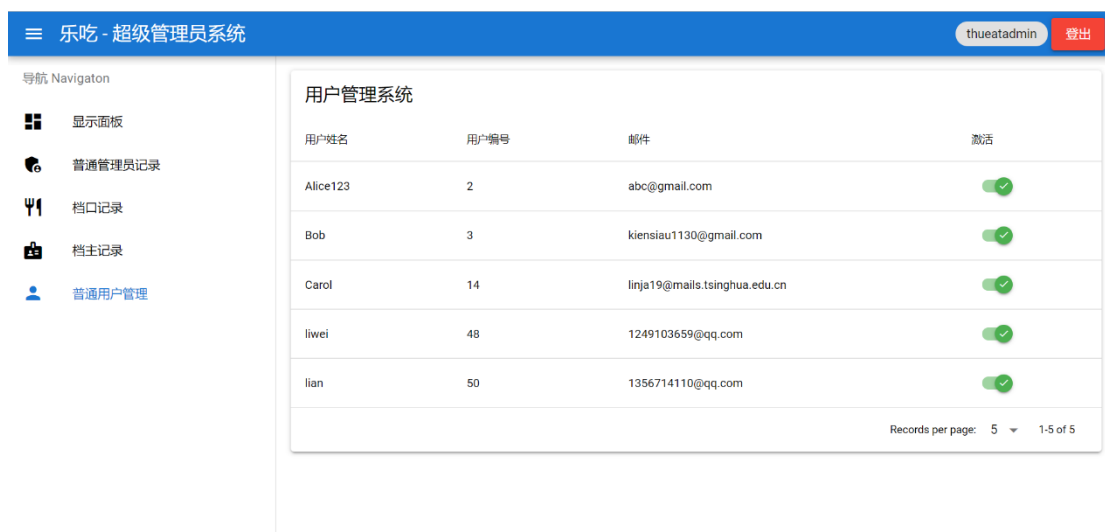 乐吃 - 超级管理员系统 thueatadmin 登出
导航 Navigaton
显示面板
普通管理员记录
档口记录
档主记录
普通用户管理
用户管理系统
用户姓名 用户编号 邮件 激活
Alice123 2 abc@gmail.com
Bob 3 kiensiau1130@gmail.com
Carol 14 linja19@mails.tsinghua.edu.cn
liwei 48 1249103659@qq.com
lian 50 1356714110@qq.com
Records per page: 5 1-5 of 5